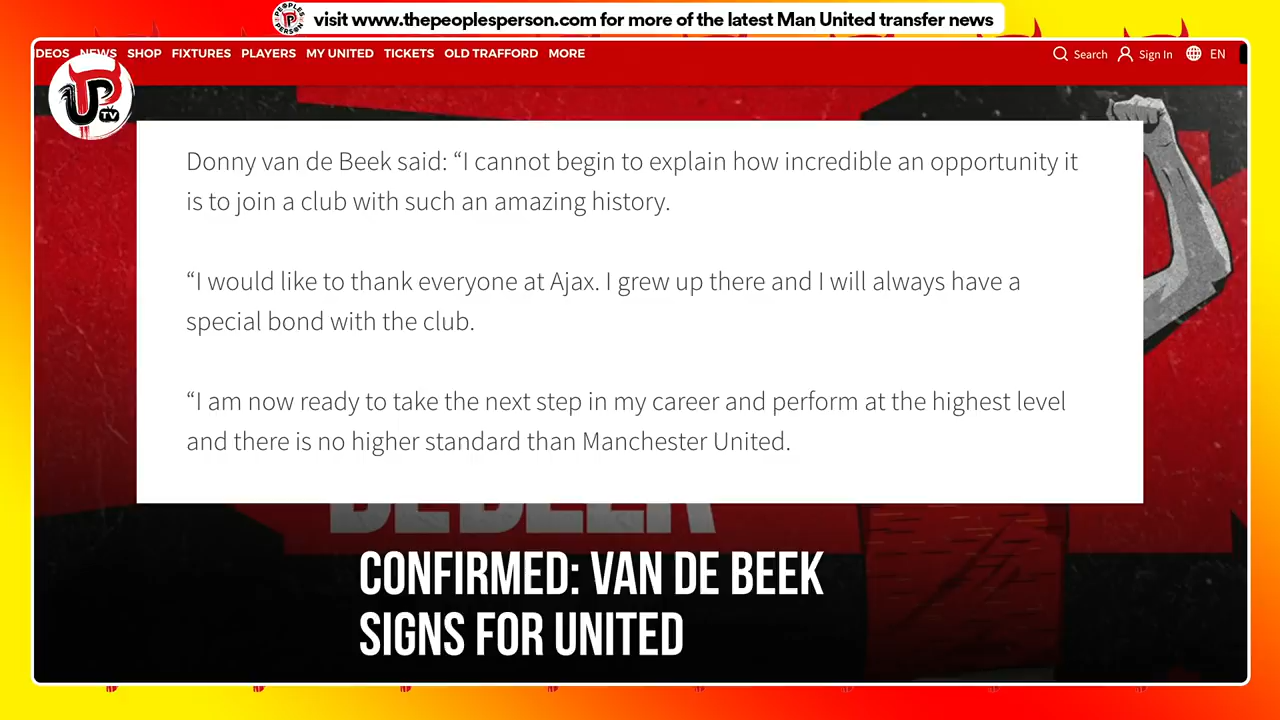 PEOPLES PERSON
visit www.thepeoplesperson.com for more of the latest Man United transfer news
DEOS NEWS SHOP FIXTURES PLAYERS MY UNITED TICKETS OLD TRAFFORD MORE Search Sign In EN
UP TV
Donny van de Beek said: “I cannot begin to explain how incredible an opportunity it
is to join a club with such an amazing history.
“I would like to thank everyone at Ajax. I grew up there and I will always have a
special bond with the club.
“I am now ready to take the next step in my career and perform at the highest level
and there is no higher standard than Manchester United.
CONFIRMED: VAN DE BEEK
SIGNS FOR UNITED